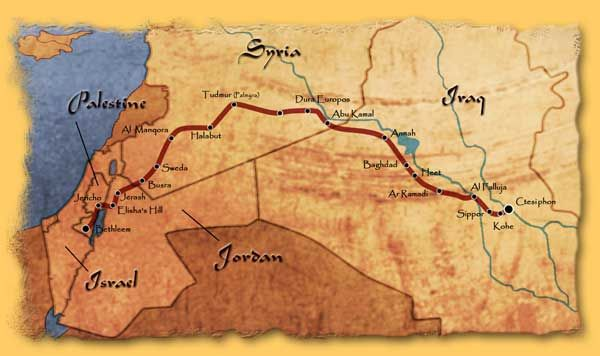 Syria
Iraq
Palestine
Tudmur (Palmyra)
Dura Europos
Abu Kamal
Al Manqora
Halabut
Annah
Sweda
Baghdad
Heet
Busra
Jericho
Jerash
Ar Ramadi
Al Falluja
Elisha's Hill
Sippor
Ctesiphon
Kohe
Bethleem
Jordan
Israel